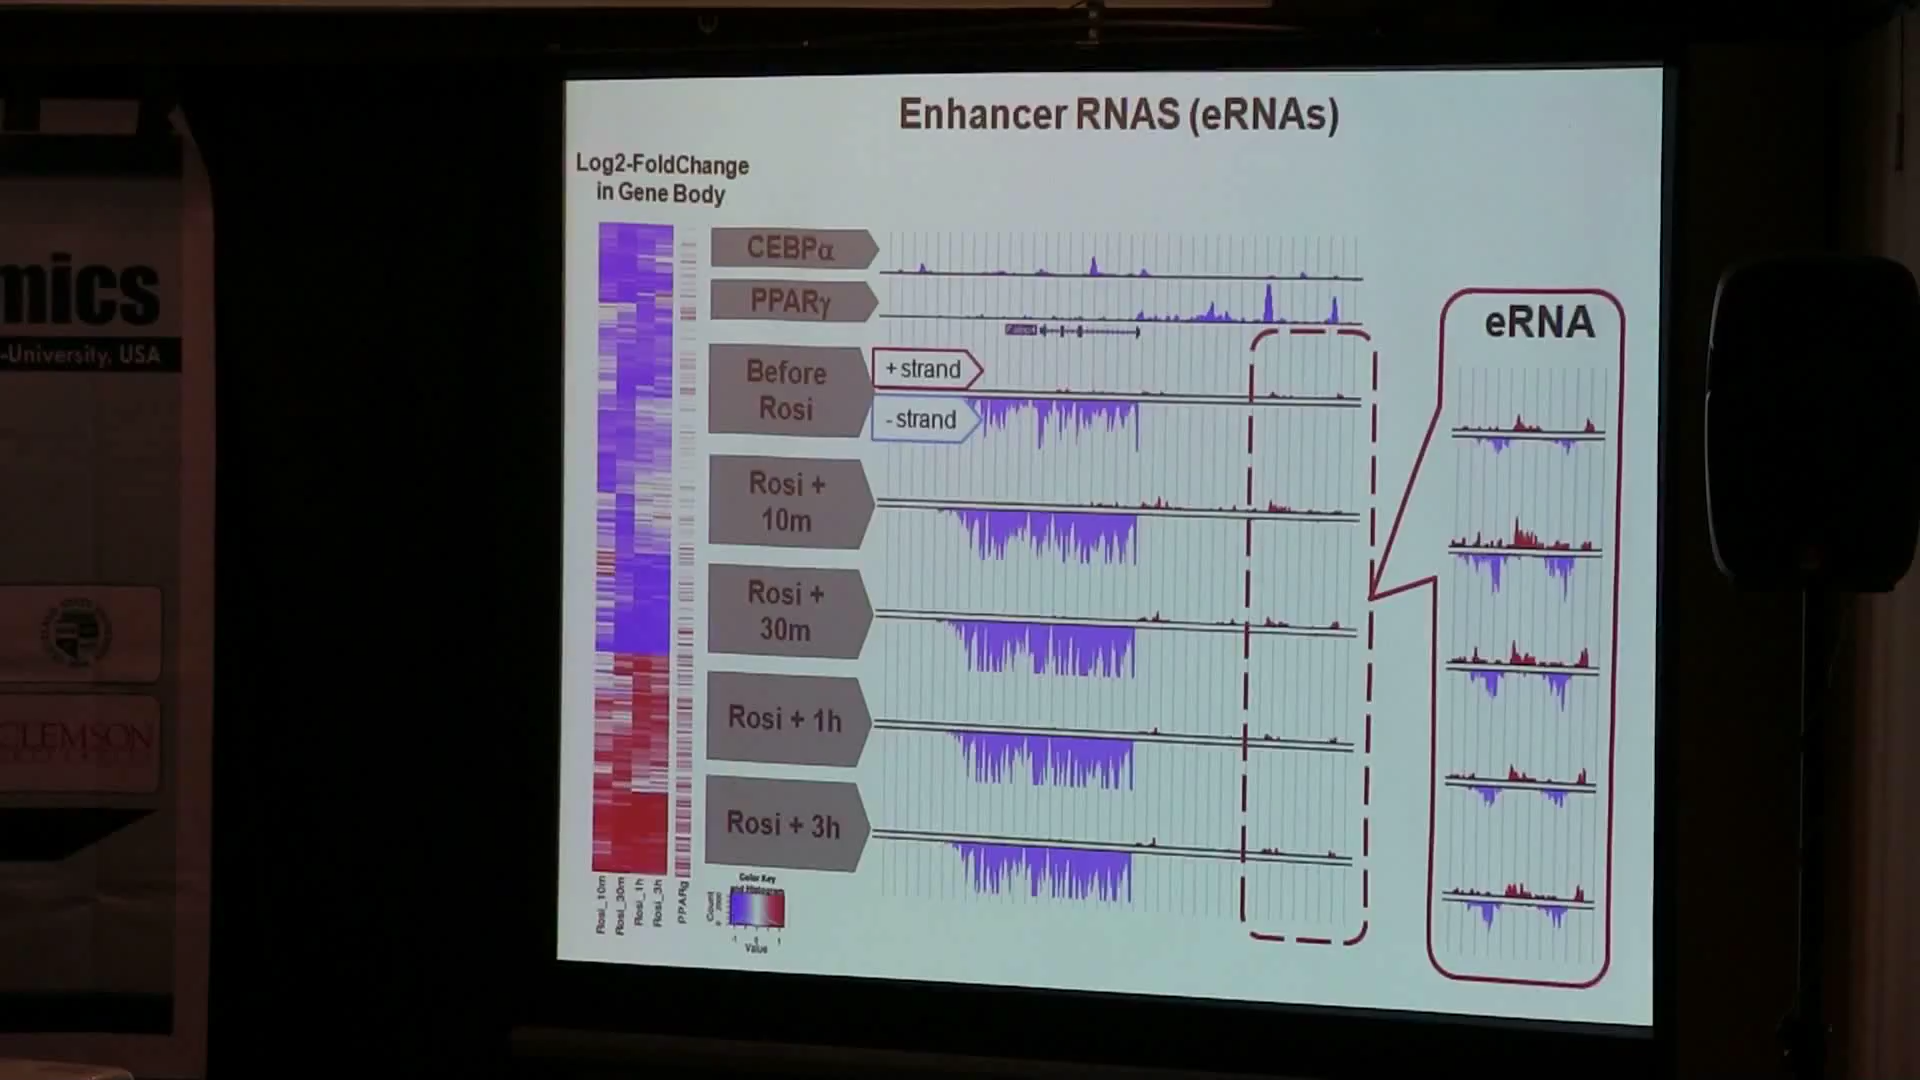 mics
-University, USA
CLEMSON
Enhancer RNAS (eRNAs)
Log2-FoldChange
in Gene Body
CEBPα
PPARγ
Before
Rosi
+ strand
- strand
Rosi +
10m
Rosi +
30m
Rosi + 1h
Rosi + 3h
eRNA
Rosi_10m
Rosi_30m
Rosi_1h
Rosi_3h
PPARg
Color Key
and Histogram
Count
Value
-1 1